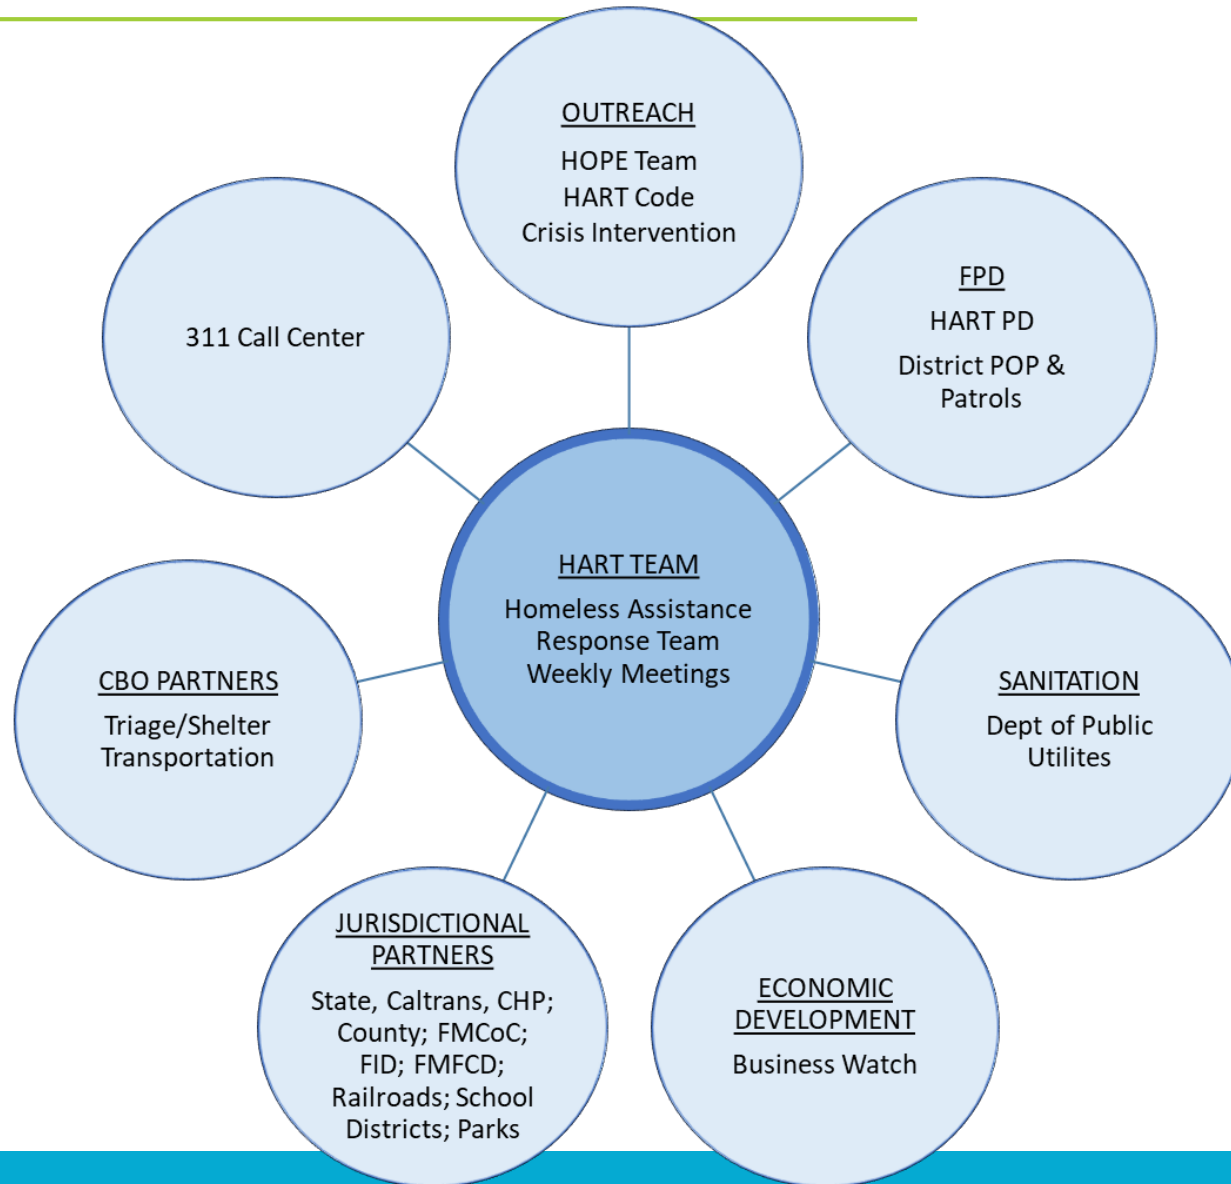 OUTREACH
HOPE Team
HART Code
Crisis Intervention
FPD
HART PD
District POP &
Patrols
311 Call Center
HART TEAM
Homeless Assistance
Response Team
Weekly Meetings
SANITATION
Dept of Public
Utilites
CBO PARTNERS
Triage/Shelter
Transportation
JURISDICTIONAL
PARTNERS
State, Caltrans, CHP;
County; FMCoC;
FID; FMFCD;
Railroads; School
Districts; Parks
ECONOMIC
DEVELOPMENT
Business Watch